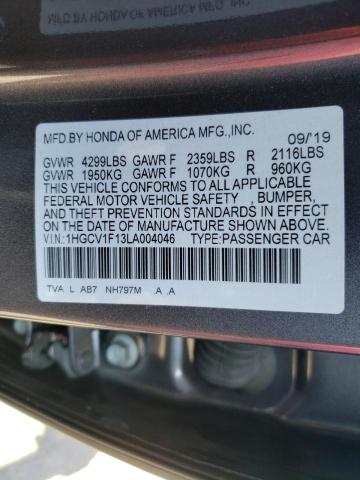 MFD.BY HONDA OF AMERICA MFG.,INC.
09/'19
GVWR 4299LBS GAWR F 2359LBS R 2116LBS
GVWR 1950KG GAWR F 1070KG R 960KG
THIS VEHICLE CONFORMS TO ALL APPLICABLE
FEDERAL MOTOR VEHICLE SAFETY , BUMPER,
AND THEFT PREVENTION STANDARDS IN
EFFECT ON THE DATE OF MANUFACTURE
SHOWN ABOVE.
V.I.N.:1HGCV1F13LA004046 TYPE:PASSENGER CAR
TVA L AB7 NH797M .A .A